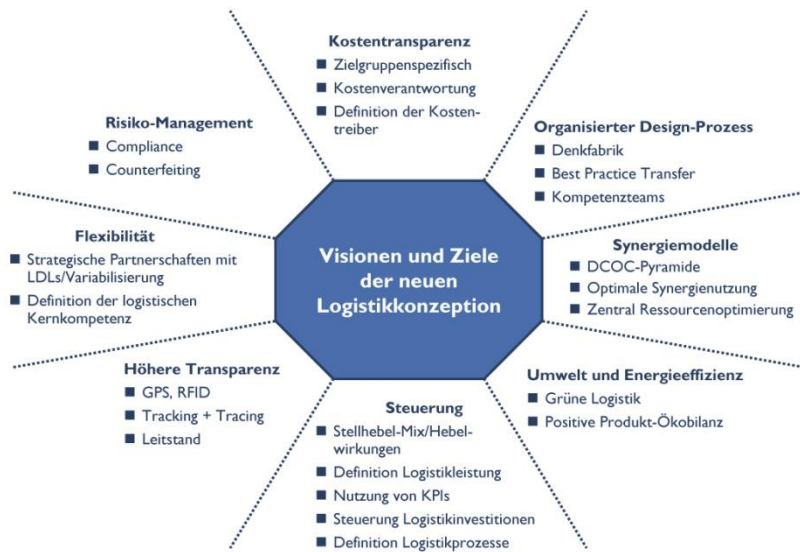 Kostentransparenz
■ Zielgruppenspezifisch
■ Kostenverantwortung
■ Definition der Kosten-
treiber
Organisierter Design-Prozess
■ Denkfabrik
■ Best Practice Transfer
■ Kompetenzteams
Synergiemodelle
■ DCOC-Pyramide
■ Optimale Synergienutzung
■ Zentral Ressourcenoptimierung
Umwelt und Energieeffizienz
■ Grüne Logistik
■ Positive Produkt-Ökobilanz
Steuerung
■ Stellhebel-Mix/Hebel-
wirkungen
■ Definition Logistikleistung
■ Nutzung von KPIs
■ Steuerung Logistikinvestitionen
■ Definition Logistikprozesse
Höhere Transparenz
■ GPS, RFID
■ Tracking + Tracing
■ Leitstand
Flexibilität
■ Strategische Partnerschaften mit
LDLs/Variabilisierung
■ Definition der logistischen
Kernkompetenz
Risiko-Management
■ Compliance
■ Counterfeiting
Visionen und Ziele
der neuen
Logistikkonzeption